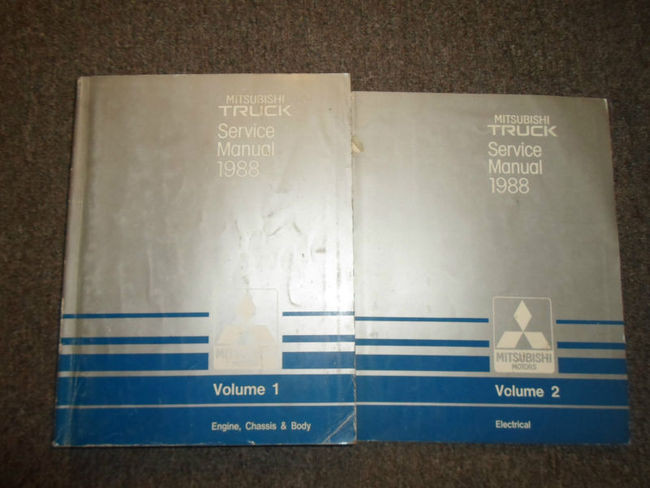 MITSUBISHI
TRUCK
Service
Manual
1988
MITSUBISHI
Volume 1
Engine, Chassis & Body
MITSUBISHI
TRUCK
Service
Manual
1988
MITSUBISHI
MOTORS
Volume 2
Electrical